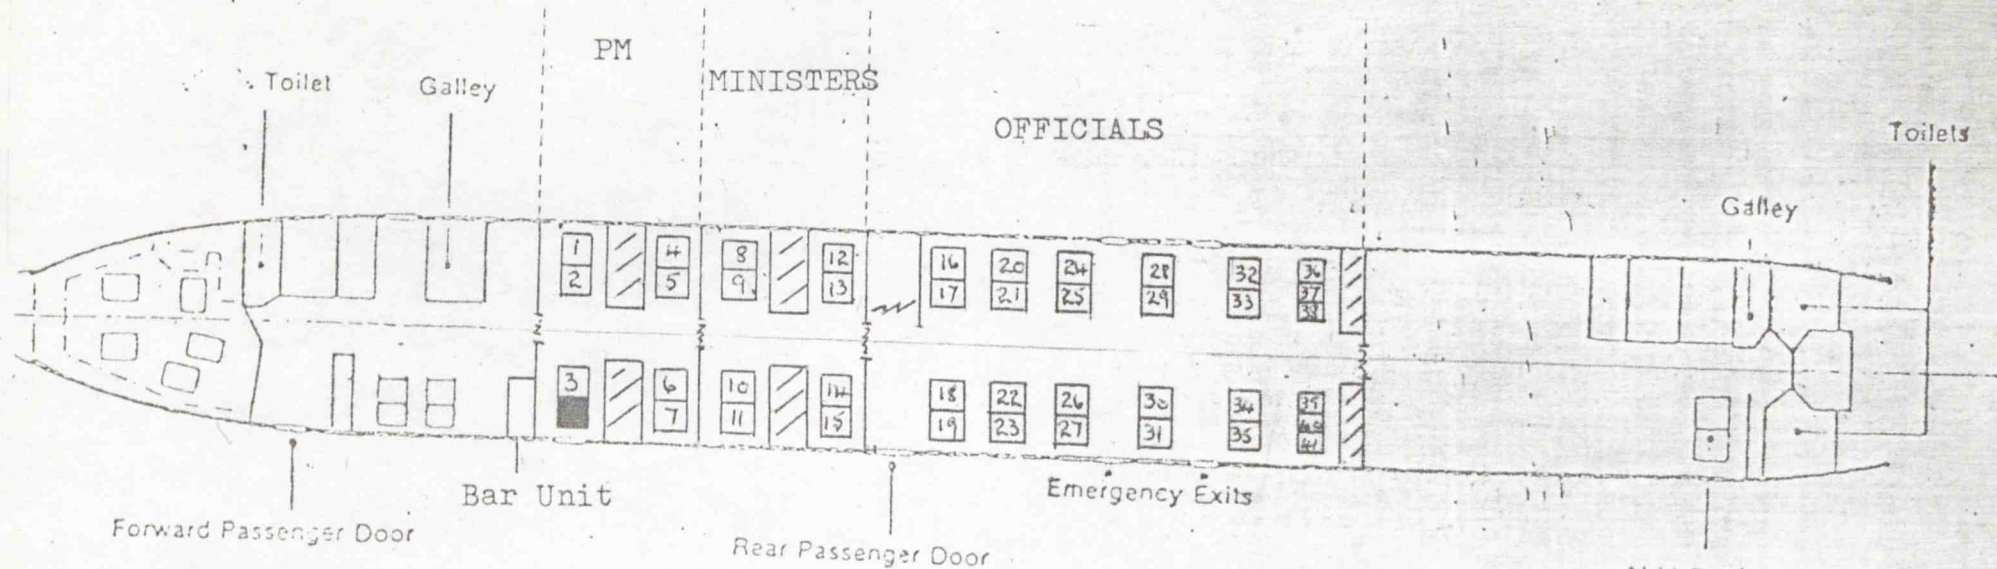 PM
MINISTERS
OFFICIALS
Toilet
Galley
Toilets
Galley
1 4 8 12 16 20 24 28 32 36
2 5 9 13 17 21 25 29 33 37
38
3 6 10 14 18 22 26 30 34 39
7 11 15 19 23 27 31 35 40
41
Bar Unit
Emergency Exits
Forward Passenger Door
Rear Passenger Door